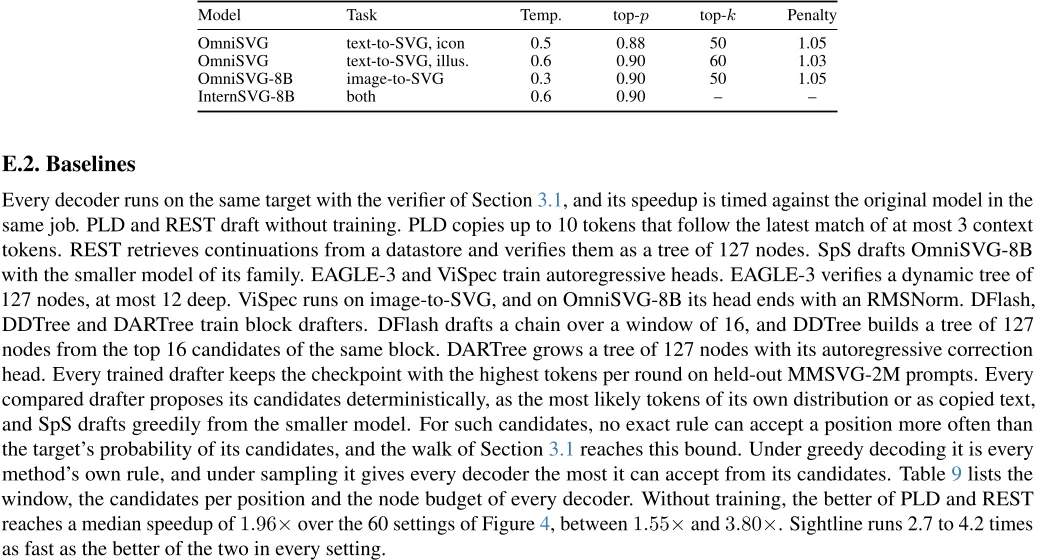 Model Task Temp. top-p top-k Penalty
OmniSVG text-to-SVG, icon 0.5 0.88 50 1.05
OmniSVG text-to-SVG, illus. 0.6 0.90 60 1.03
OmniSVG-8B image-to-SVG 0.3 0.90 50 1.05
InternSVG-8B both 0.6 0.90 – –
E.2. Baselines
Every decoder runs on the same target with the verifier of Section 3.1, and its speedup is timed against the original model in the
same job. PLD and REST draft without training. PLD copies up to 10 tokens that follow the latest match of at most 3 context
tokens. REST retrieves continuations from a datastore and verifies them as a tree of 127 nodes. SpS drafts OmniSVG-8B
with the smaller model of its family. EAGLE-3 and ViSpec train autoregressive heads. EAGLE-3 verifies a dynamic tree of
127 nodes, at most 12 deep. ViSpec runs on image-to-SVG, and on OmniSVG-8B its head ends with an RMSNorm. DFlash,
DDTree and DARTree train block drafters. DFlash drafts a chain over a window of 16, and DDTree builds a tree of 127
nodes from the top 16 candidates of the same block. DARTree grows a tree of 127 nodes with its autoregressive correction
head. Every trained drafter keeps the checkpoint with the highest tokens per round on held-out MMSVG-2M prompts. Every
compared drafter proposes its candidates deterministically, as the most likely tokens of its own distribution or as copied text,
and SpS drafts greedily from the smaller model. For such candidates, no exact rule can accept a position more often than
the target's probability of its candidates, and the walk of Section 3.1 reaches this bound. Under greedy decoding it is every
method's own rule, and under sampling it gives every decoder the most it can accept from its candidates. Table 9 lists the
window, the candidates per position and the node budget of every decoder. Without training, the better of PLD and REST
reaches a median speedup of 1.96× over the 60 settings of Figure 4, between 1.55× and 3.80×. Sightline runs 2.7 to 4.2 times
as fast as the better of the two in every setting.